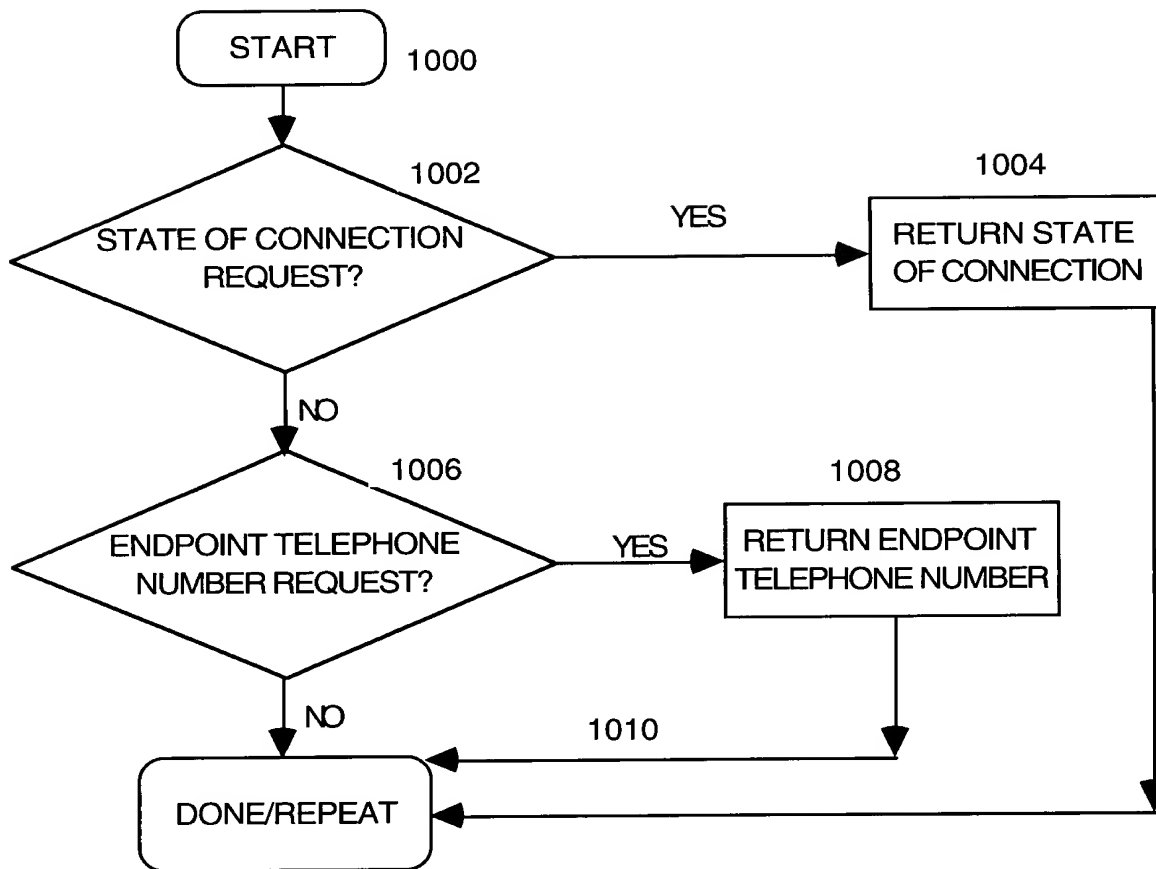 START
1000
1002
STATE OF CONNECTION
REQUEST?
YES
1004
RETURN STATE
OF CONNECTION
NO
1006
ENDPOINT TELEPHONE
NUMBER REQUEST?
YES
1008
RETURN ENDPOINT
TELEPHONE NUMBER
NO
1010
DONE/REPEAT